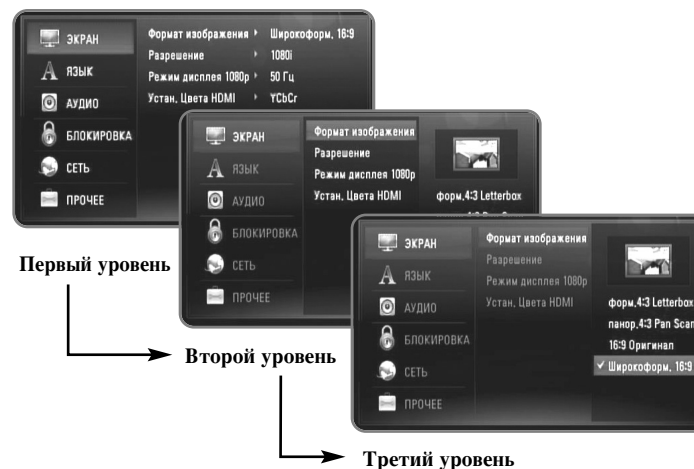 ЭКРАН
ЯЗЫК
АУДИО
БЛОКИРОВКА
СЕТЬ
ПРОЧЕЕ
Формат изображения Широкоформ. 16:9
Разрешение 1080i
Режим дисплея 1080p 50 Гц
Устан. Цвета HDMI YCbCr
Первый уровень
ЭКРАН
ЯЗЫК
АУДИО
БЛОКИРОВКА
СЕТЬ
ПРОЧЕЕ
Формат изображения
Разрешение
Режим дисплея 1080p
Устан. Цвета HDMI
форм.4:3 Letterbox
Второй уровень
ЭКРАН
ЯЗЫК
АУДИО
БЛОКИРОВКА
СЕТЬ
ПРОЧЕЕ
Формат изображения
Разрешение
Режим дисплея 1080p
Устан. Цвета HDMI
форм.4:3 Letterbox
панор.4:3 Pan Scan
16:9 Оригинал
✓ Широкоформ. 16:9
Третий уровень